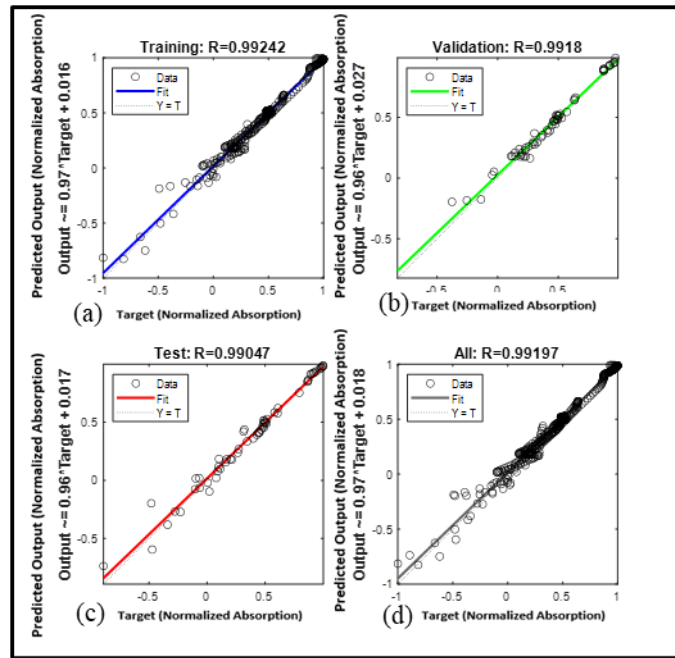 Training: R=0.99242
Predicted Output (Normalized Absorption)
Output ~= 0.97*Target + 0.016
1
0.5
0
-0.5
-1
Data
Fit
Y = T
-1
-0.5
0
0.5
1
(a)
Target (Normalized Absorption)
Validation: R=0.9918
Predicted Output (Normalized Absorption)
Output ~= 0.96*Target + 0.027
0.5
0
-0.5
Data
Fit
Y = T
-0.5
0
0.5
(b)
Target (Normalized Absorption)
Test: R=0.99047
Predicted Output (Normalized Absorption)
Output ~= 0.96*Target + 0.017
0.5
0
-0.5
Data
Fit
Y = T
-0.5
0
0.5
(c)
Target (Normalized Absorption)
All: R=0.99197
Predicted Output (Normalized Absorption)
Output ~= 0.97*Target + 0.018
1
0.5
0
-0.5
-1
Data
Fit
Y = T
-1
-0.5
0
0.5
1
(d)
Target (Normalized Absorption)